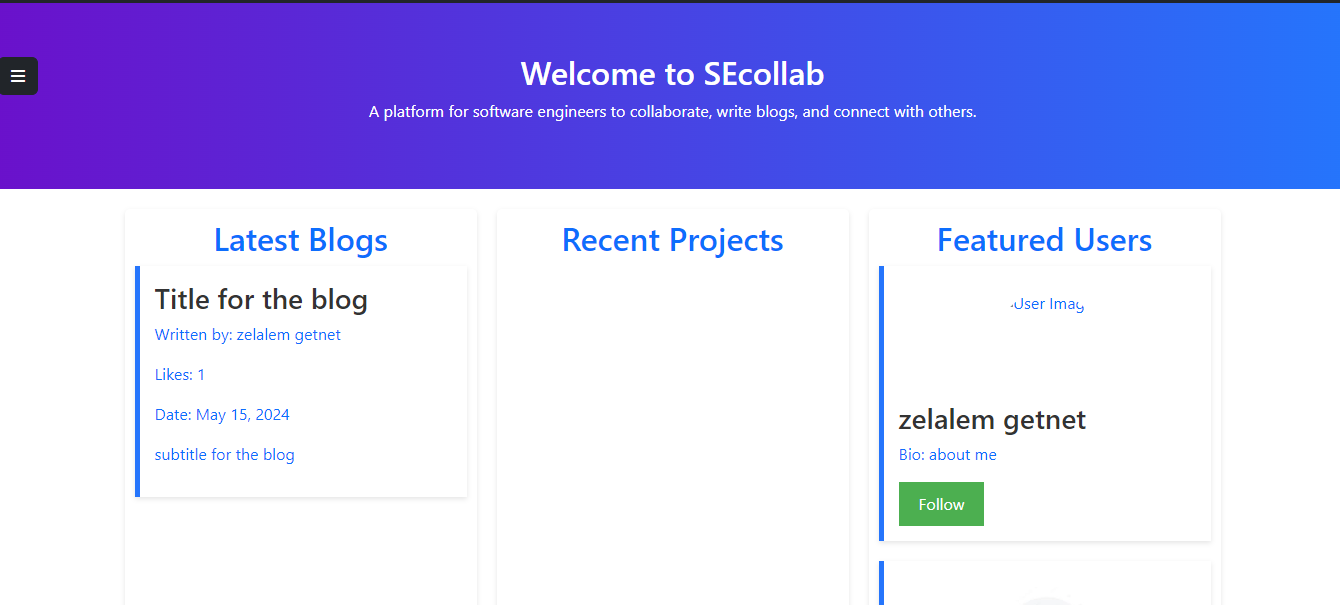 Welcome to SEcollab
A platform for software engineers to collaborate, write blogs, and connect with others.
Latest Blogs
Title for the blog
Written by: zelalem getnet
Likes: 1
Date: May 15, 2024
subtitle for the blog
Recent Projects
Featured Users
User Imag
zelalem getnet
Bio: about me
Follow